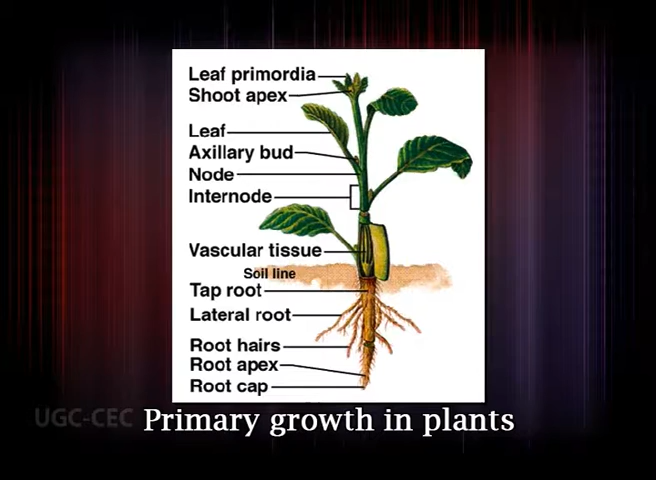 Leaf primordia
Shoot apex
Leaf
Axillary bud
Node
Internode
Vascular tissue
Soil line
Tap root
Lateral root
Root hairs
Root apex
Root cap
UGC-CEC
Primary growth in plants